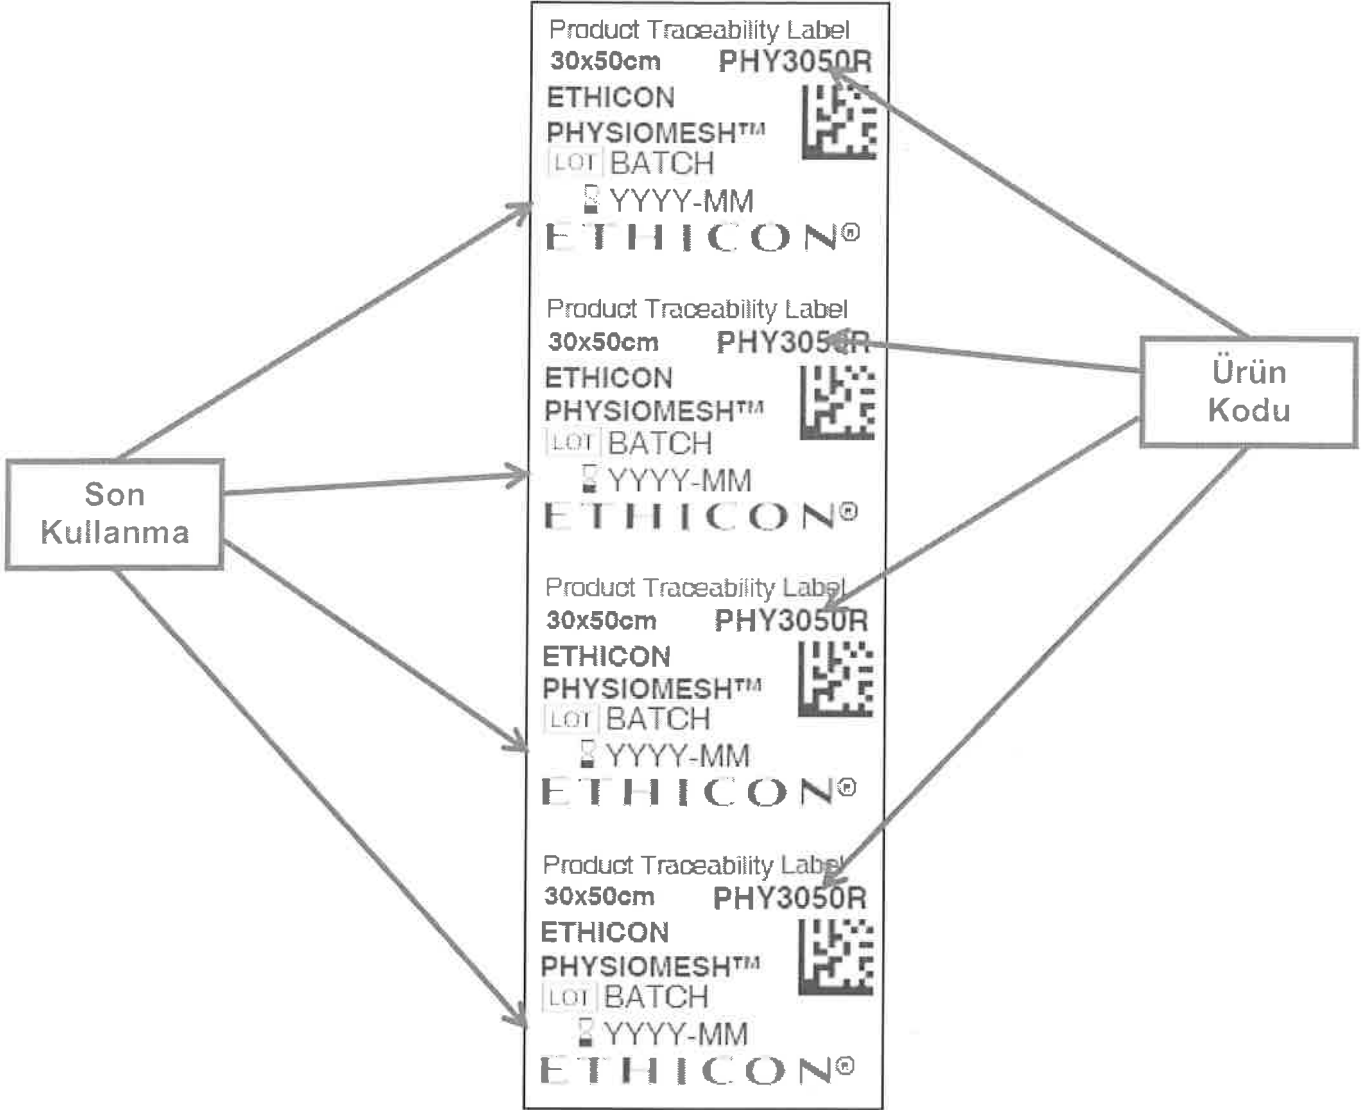 Product Traceability Label
30x50cm PHY3050R
ETHICON
PHYSIOMESH™
LOT BATCH
YYYY-MM
ETHICON®
Product Traceability Label
30x50cm PHY3050R
ETHICON
PHYSIOMESH™
LOT BATCH
YYYY-MM
ETHICON®
Product Traceability Label
30x50cm PHY3050R
ETHICON
PHYSIOMESH™
LOT BATCH
YYYY-MM
ETHICON®
Product Traceability Label
30x50cm PHY3050R
ETHICON
PHYSIOMESH™
LOT BATCH
YYYY-MM
ETHICON®
Son
Kullanma
Ürün
Kodu